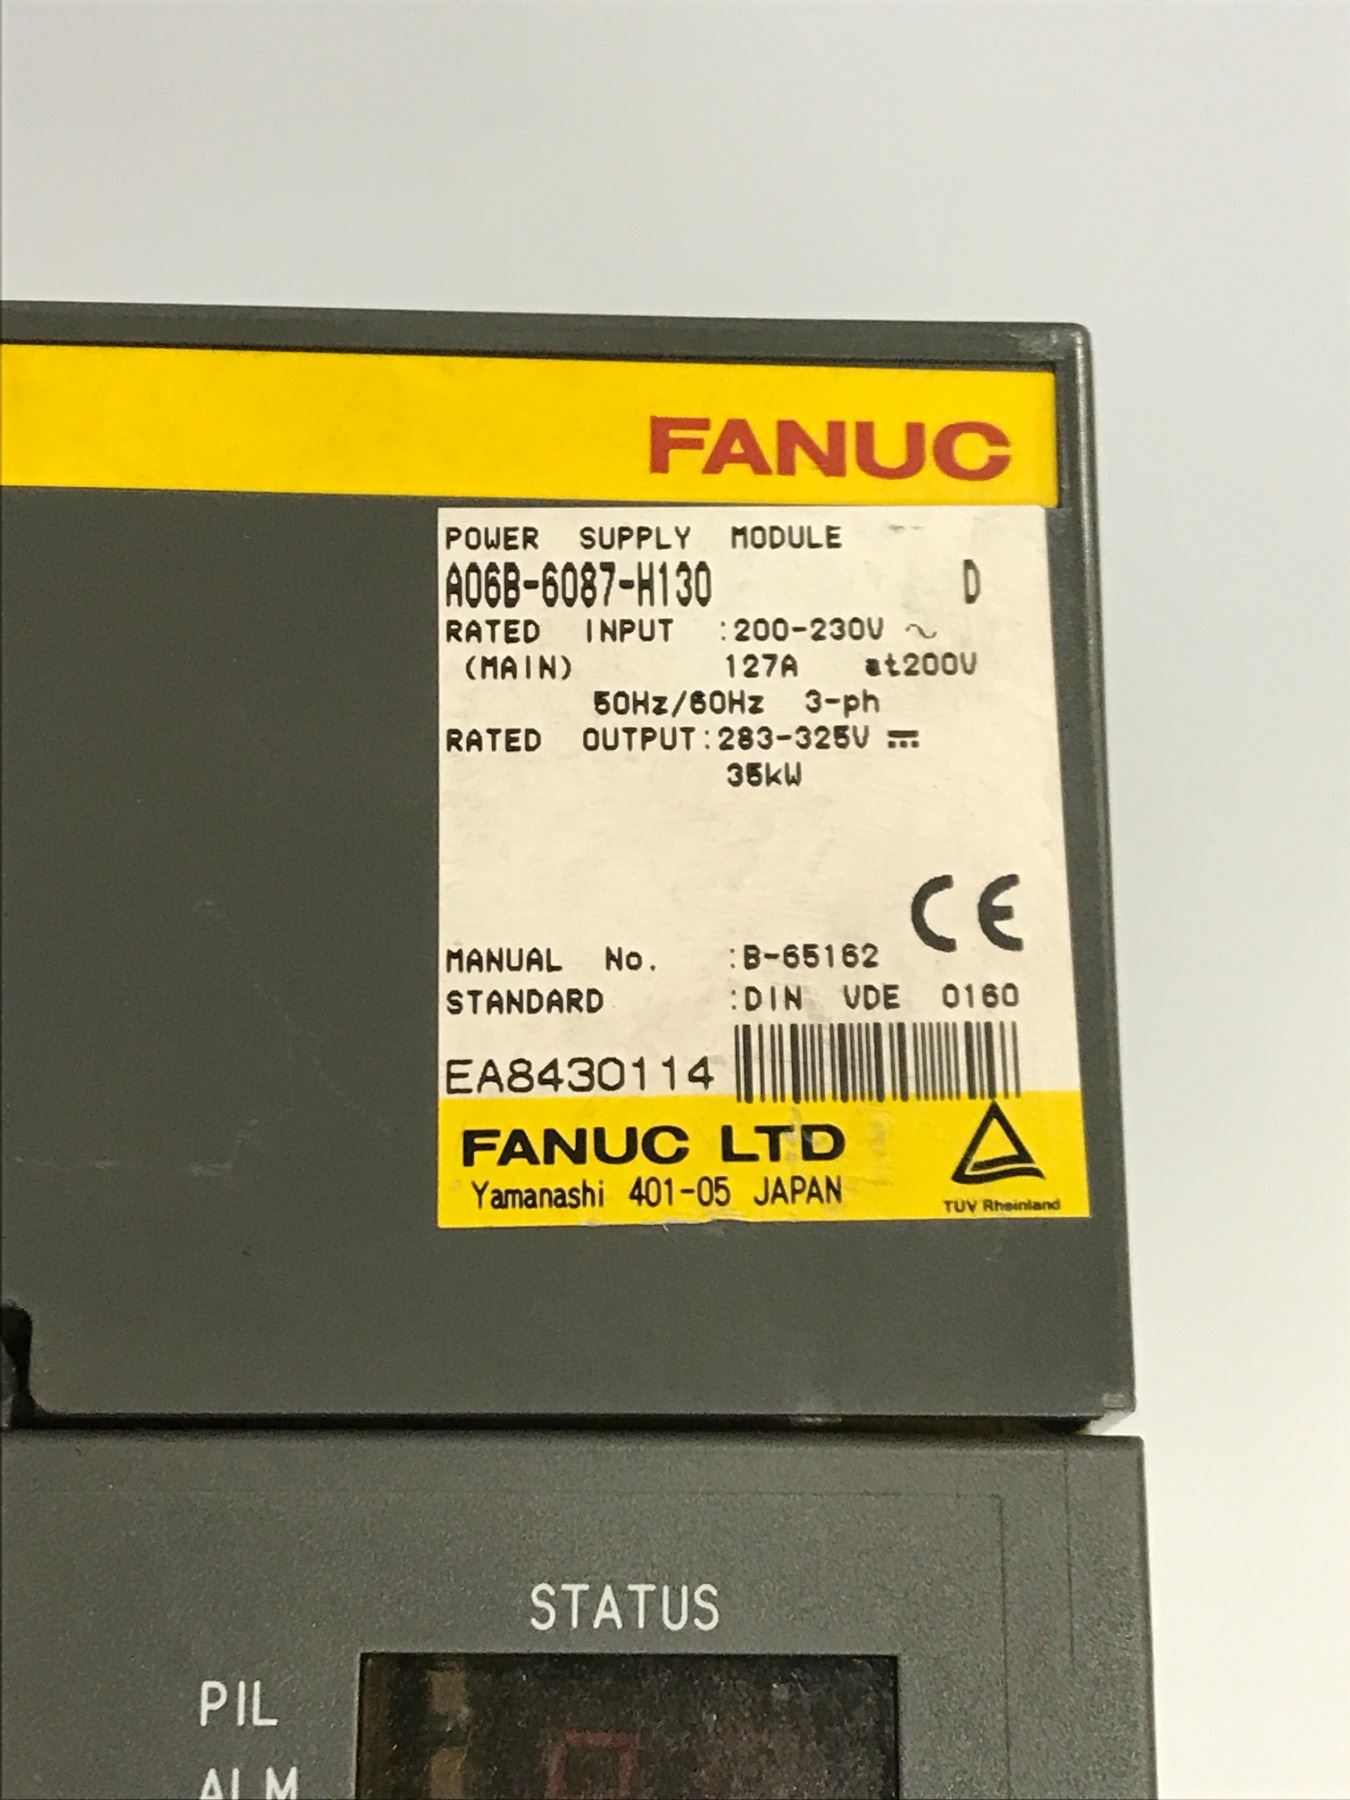 FANUC
POWER SUPPLY MODULE
A06B-6087-H130 D
RATED INPUT :200-230V ~
(MAIN) 127A at200V
50Hz/60Hz 3-ph
RATED OUTPUT:283-325V ⎓
35kW
CE
MANUAL No. :B-65162
STANDARD :DIN VDE 0160
EA8430114
FANUC LTD
Yamanashi 401-05 JAPAN
TÜV Rheinland
STATUS
PIL
ALM